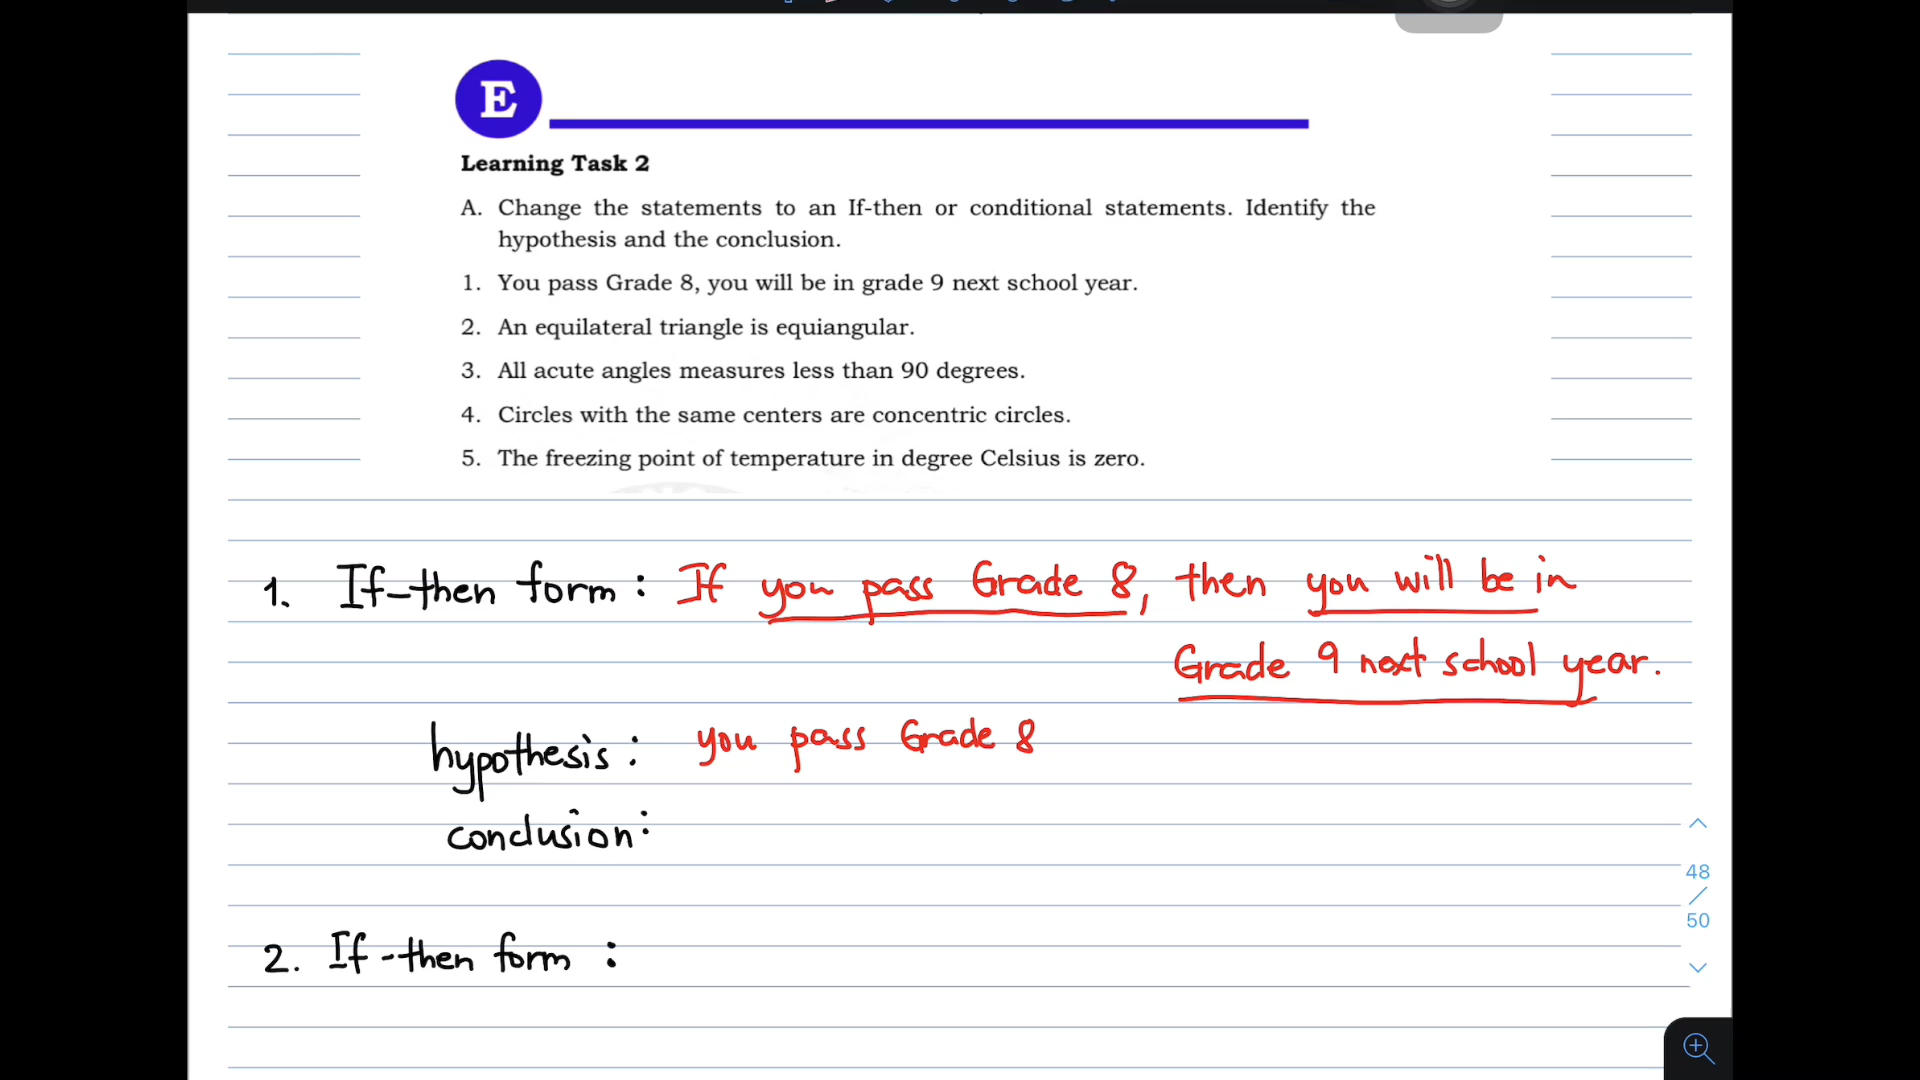 E
Learning Task 2
A. Change the statements to an If-then or conditional statements. Identify the
hypothesis and the conclusion.
1. You pass Grade 8, you will be in grade 9 next school year.
2. An equilateral triangle is equiangular.
3. All acute angles measures less than 90 degrees.
4. Circles with the same centers are concentric circles.
5. The freezing point of temperature in degree Celsius is zero.
1. If-then form : If you pass Grade 8, then you will be in
Grade 9 next school year.
hypothesis : you pass Grade 8
conclusion :
48
/
50
2. If-then form :